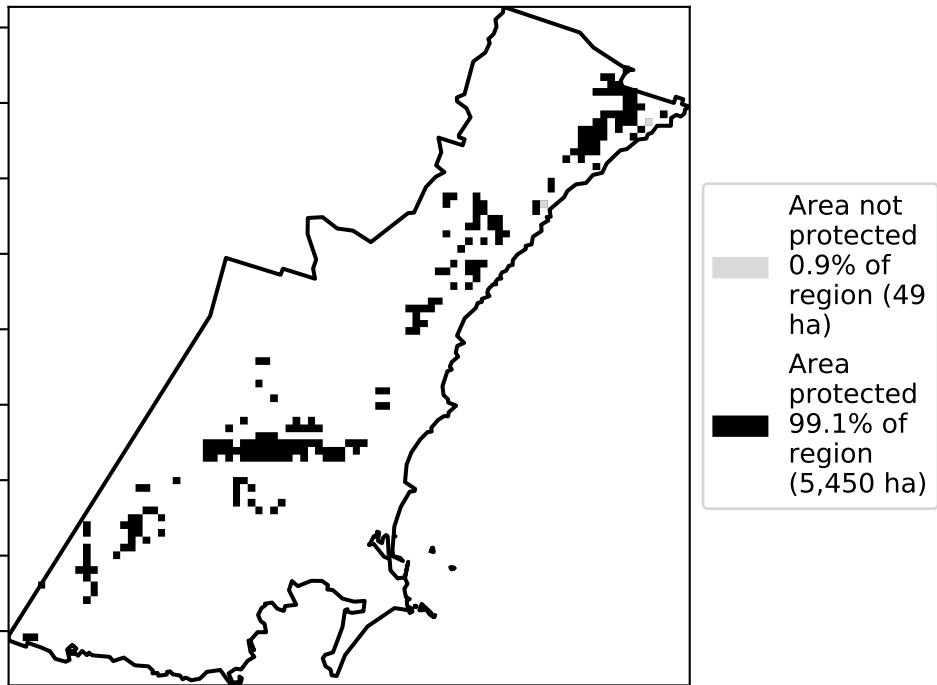 Area not
protected
0.9% of
region (49
ha)
Area
protected
99.1% of
region
(5,450 ha)